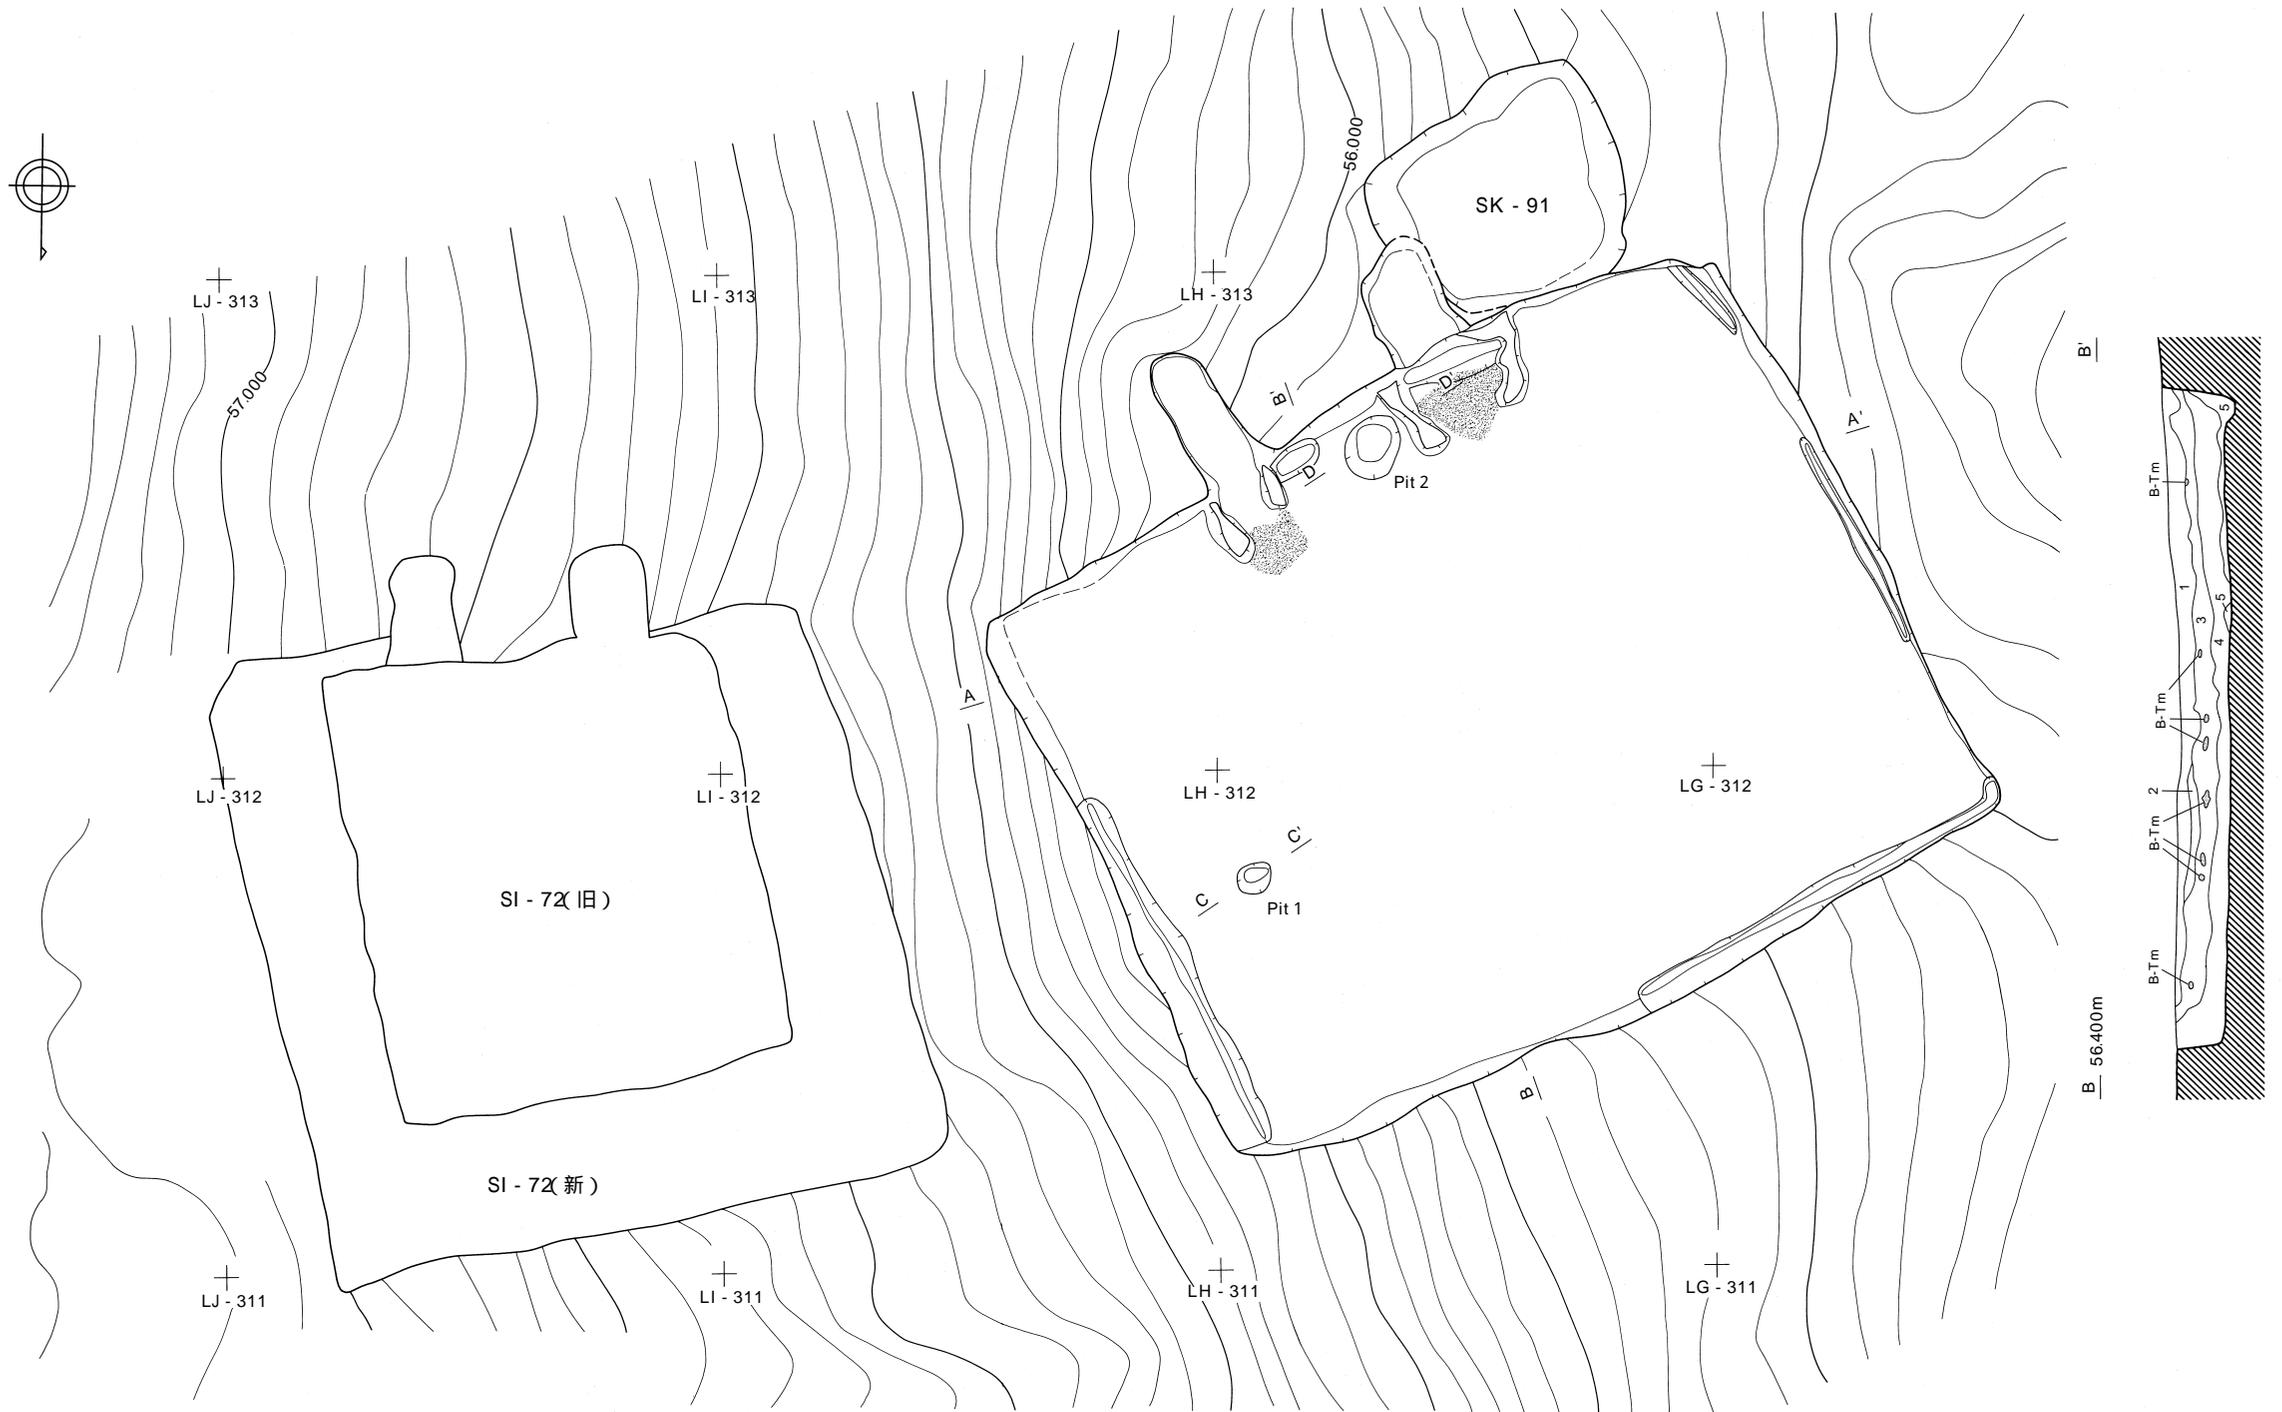 56.000
SK - 91
LJ - 313
LI - 313
LH - 313
57.000
B'
D'
A'
D
Pit 2
A
LJ - 312
LI - 312
LH - 312
LG - 312
C'
C
Pit 1
SI - 72(旧)
B
SI - 72(新)
LJ - 311
LI - 311
LH - 311
LG - 311
B'
5
B-Tm
1
5
3
4
B-Tm
2
B-Tm
B-Tm
B 56.400m